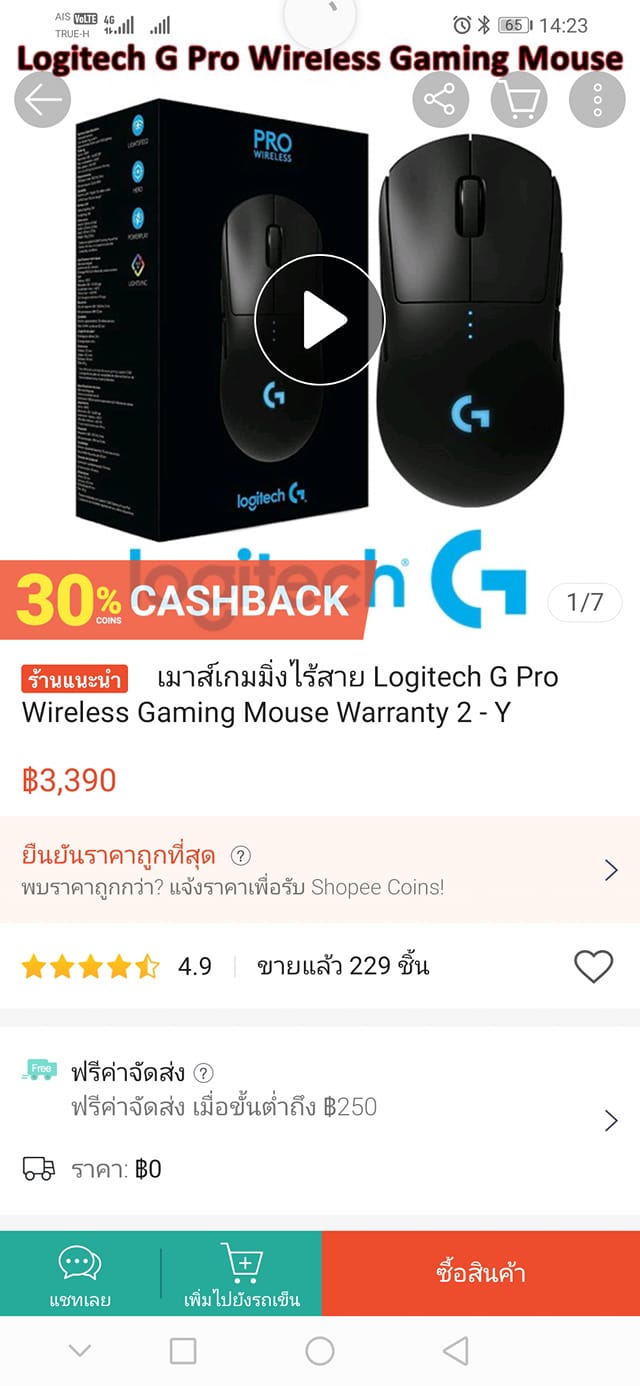 AIS VoLTE 4G
TRUE-H
65 14:23
Logitech G Pro Wireless Gaming Mouse
PRO
WIRELESS
LIGHTSPEED
HERO
POWERPLAY
LIGHTSYNC
G
G
logitech G
logitech G
30% COINS CASHBACK
1/7
ร้านแนะนำ เมาส์เกมมิ่งไร้สาย Logitech G Pro
Wireless Gaming Mouse Warranty 2 - Y
฿3,390
ยืนยันราคาถูกที่สุด ?
พบราคาถูกกว่า? แจ้งราคาเพื่อรับ Shopee Coins!
4.9 ขายแล้ว 229 ชิ้น
Free ฟรีค่าจัดส่ง ?
ฟรีค่าจัดส่ง เมื่อขั้นต่ำถึง ฿250
ราคา: ฿0
แชทเลย
เพิ่มไปยังรถเข็น
ซื้อสินค้า